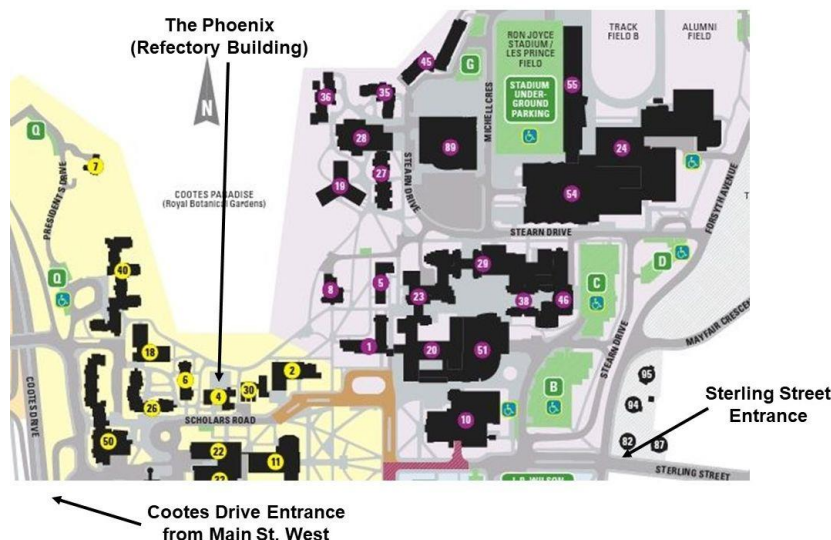 The Phoenix
(Refectory Building)
N
Q
7
PRESIDENT'S DRIVE
COOTES PARADISE
(Royal Botanical Gardens)
45
36
35
28
27
19
STEARN DRIVE
89
G
MICHELL CRES
RON JOYCE
STADIUM /
LES PRINCE
FIELD
STADIUM
UNDER-
GROUND
PARKING
55
TRACK
FIELD B
ALUMNI
FIELD
24
54
FORSYTH AVENUE
STEARN DRIVE
Q
40
8
5
23
29
38
46
C
D
STEARN DRIVE
MAYFAIR CRESCEN
18
6
26
4
30
2
1
20
51
10
B
COOTES DRIVE
50
SCHOLARS ROAD
22
11
95
94
82
87
Sterling Street
Entrance
STERLING STREET
Cootes Drive Entrance
from Main St. West